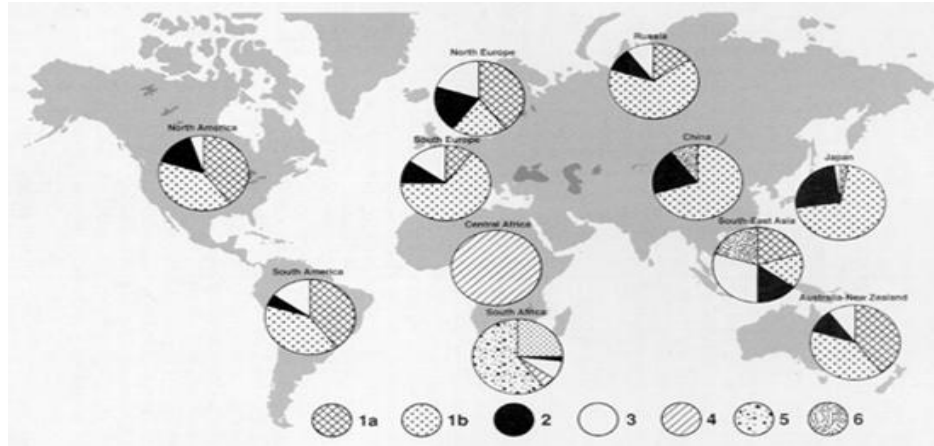 Russia
North Europe
North America
South Europe
China
Japan
Central Africa
South-East Asia
South America
Australia-New Zealand
South Africa
1a 1b 2 3 4 5 6